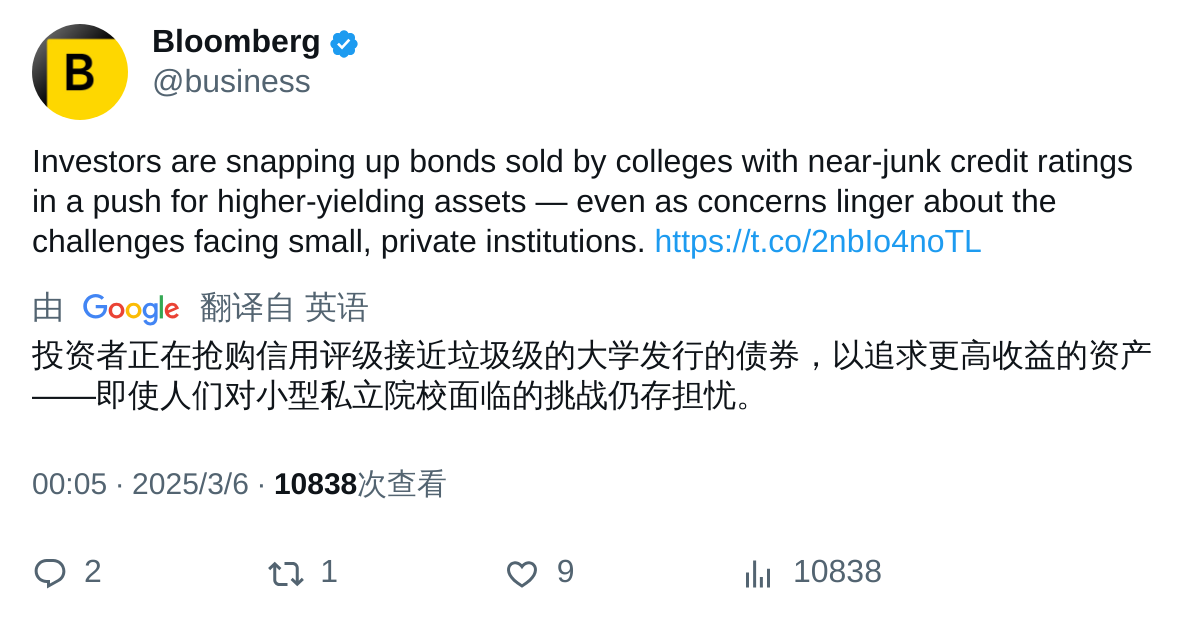 Bloomberg
@business
B
Investors are snapping up bonds sold by colleges with near-junk credit ratings
in a push for higher-yielding assets — even as concerns linger about the
challenges facing small, private institutions. https://t.co/2nbIo4noTL
由 Google 翻译自 英语
投资者正在抢购信用评级接近垃圾级的大学发行的债券，以追求更高收益的资产
——即使人们对小型私立院校面临的挑战仍存担忧。
00:05 · 2025/3/6 · 10838次查看
2 1 9 10838